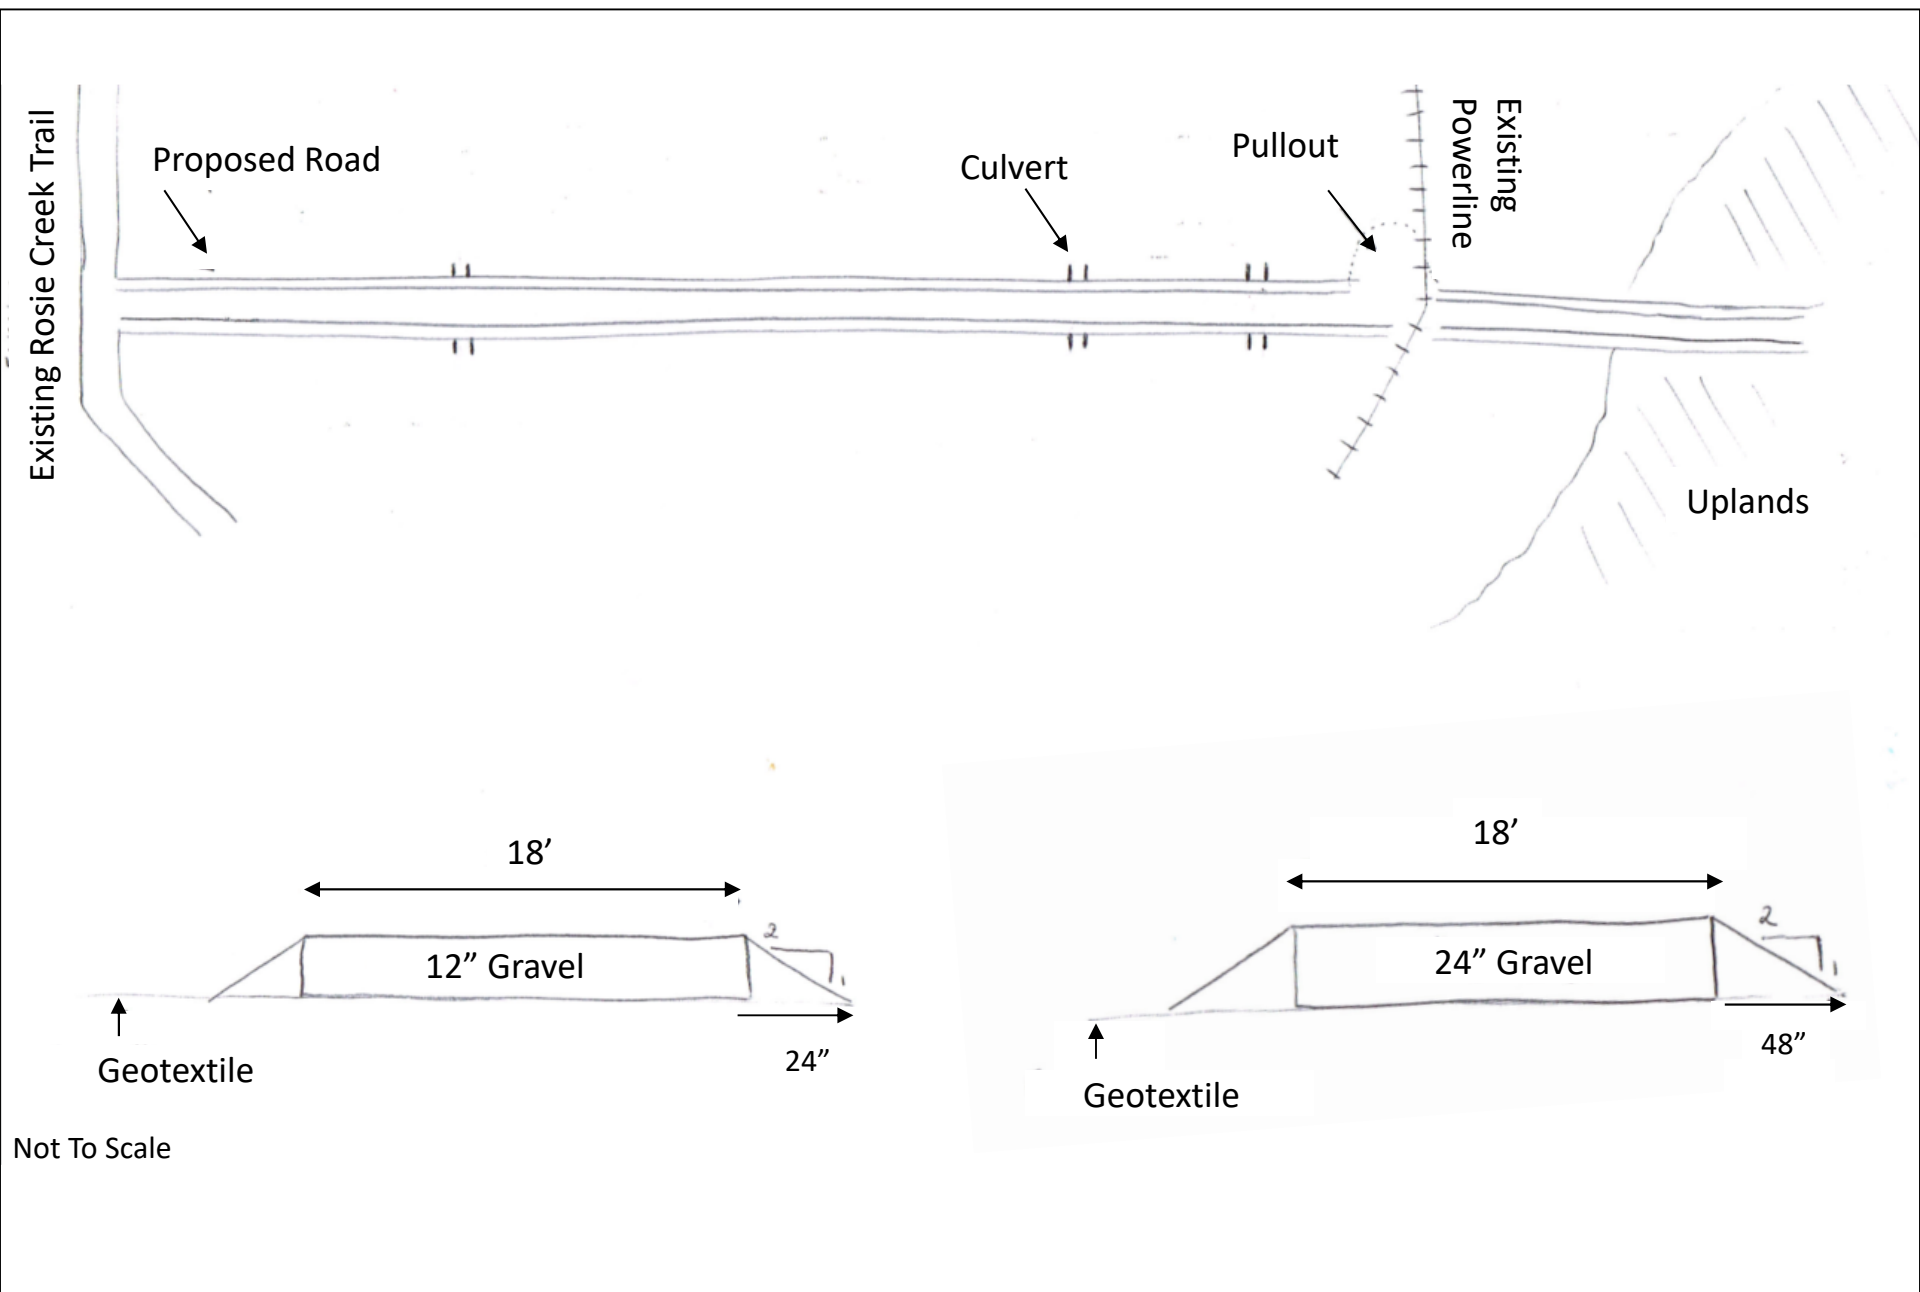 Existing Rosie Creek Trail
Proposed Road
Culvert
Pullout
Existing
Powerline
Uplands
18’
12” Gravel
2
1
24”
Geotextile
18’
24” Gravel
2
1
48”
Geotextile
Not To Scale